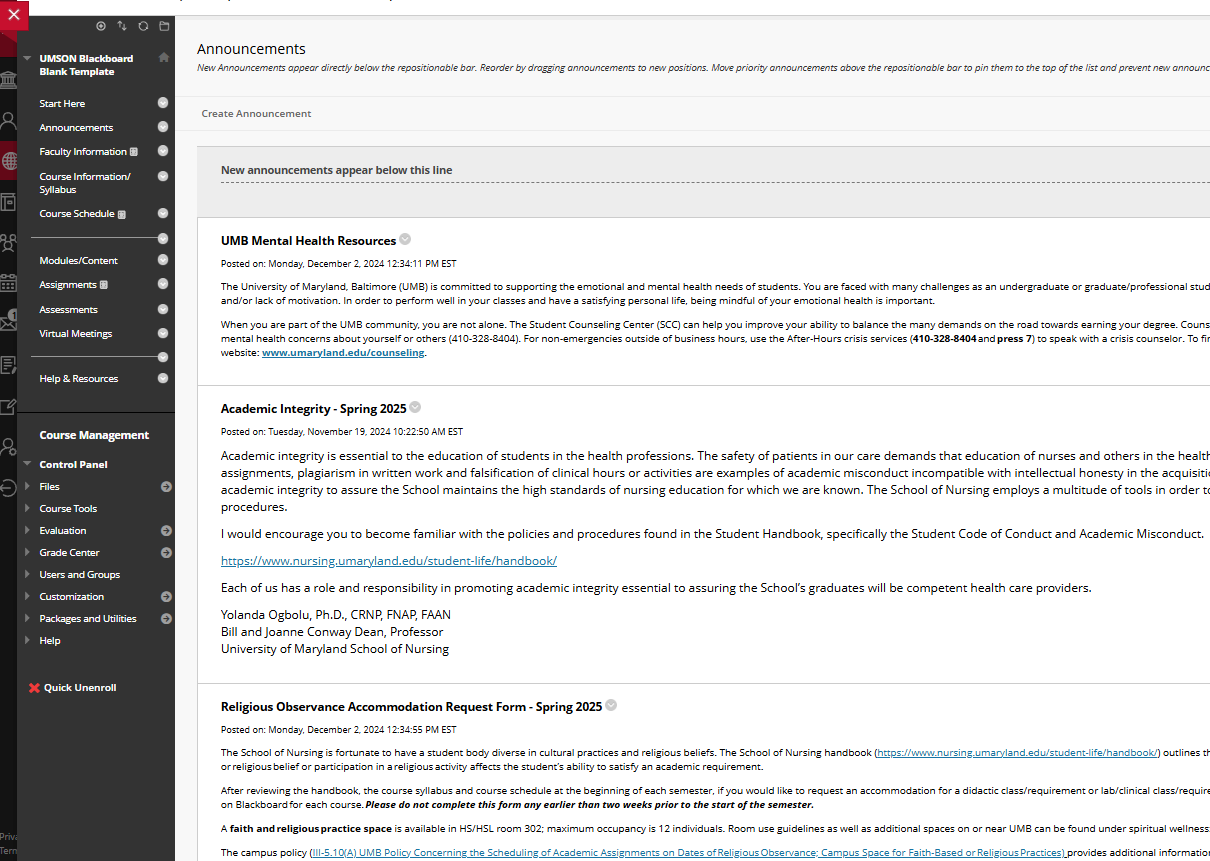 UMSON Blackboard
Blank Template
Start Here
Announcements
Faculty Information
Course Information/
Syllabus
Course Schedule
Modules/Content
Assignments
Assessments
Virtual Meetings
Help & Resources
Course Management
Control Panel
Files
Course Tools
Evaluation
Grade Center
Users and Groups
Customization
Packages and Utilities
Help
Quick Unenroll
1
Announcements
New Announcements appear directly below the repositionable bar. Reorder by dragging announcements to new positions. Move priority announcements above the repositionable bar to pin them to the top of the list and prevent new announc
Create Announcement
New announcements appear below this line
UMB Mental Health Resources
Posted on: Monday, December 2, 2024 12:34:11 PM EST
The University of Maryland, Baltimore (UMB) is committed to supporting the emotional and mental health needs of students. You are faced with many challenges as an undergraduate or graduate/professional stud
and/or lack of motivation. In order to perform well in your classes and have a satisfying personal life, being mindful of your emotional health is important.
When you are part of the UMB community, you are not alone. The Student Counseling Center (SCC) can help you improve your ability to balance the many demands on the road towards earning your degree. Couns
mental health concerns about yourself or others (410-328-8404). For non-emergencies outside of business hours, use the After-Hours crisis services (410-328-8404 and press 7) to speak with a crisis counselor. To fin
website: www.umaryland.edu/counseling.
Academic Integrity - Spring 2025
Posted on: Tuesday, November 19, 2024 10:22:50 AM EST
Academic integrity is essential to the education of students in the health professions. The safety of patients in our care demands that education of nurses and others in the healt
assignments, plagiarism in written work and falsification of clinical hours or activities are examples of academic misconduct incompatible with intellectual honesty in the acquisiti
academic integrity to assure the School maintains the high standards of nursing education for which we are known. The School of Nursing employs a multitude of tools in order to
procedures.
I would encourage you to become familiar with the policies and procedures found in the Student Handbook, specifically the Student Code of Conduct and Academic Misconduct.
https://www.nursing.umaryland.edu/student-life/handbook/
Each of us has a role and responsibility in promoting academic integrity essential to assuring the School’s graduates will be competent health care providers.
Yolanda Ogbolu, Ph.D., CRNP, FNAP, FAAN
Bill and Joanne Conway Dean, Professor
University of Maryland School of Nursing
Religious Observance Accommodation Request Form - Spring 2025
Posted on: Monday, December 2, 2024 12:34:55 PM EST
The School of Nursing is fortunate to have a student body diverse in cultural practices and religious beliefs. The School of Nursing handbook (https://www.nursing.umaryland.edu/student-life/handbook/) outlines th
or religious belief or participation in a religious activity affects the student’s ability to satisfy an academic requirement.
After reviewing the handbook, the course syllabus and course schedule at the beginning of each semester, if you would like to request an accommodation for a didactic class/requirement or lab/clinical class/require
on Blackboard for each course. Please do not complete this form any earlier than two weeks prior to the start of the semester.
A faith and religious practice space is available in HS/HSL room 302; maximum occupancy is 12 individuals. Room use guidelines as well as additional spaces on or near UMB can be found under spiritual wellness
The campus policy (III-5.10(A) UMB Policy Concerning the Scheduling of Academic Assignments on Dates of Religious Observance; Campus Space for Faith-Based or Religious Practices) provides additional informatio
Priva
Term